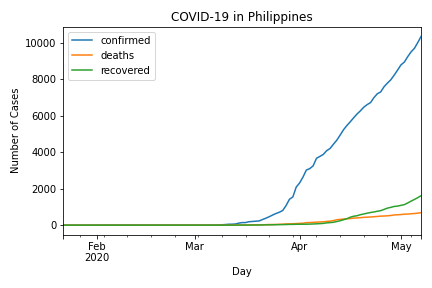 COVID-19 in Philippines
confirmed
deaths
recovered
Number of Cases
10000
8000
6000
4000
2000
0
Feb
2020
Mar
Apr
May
Day